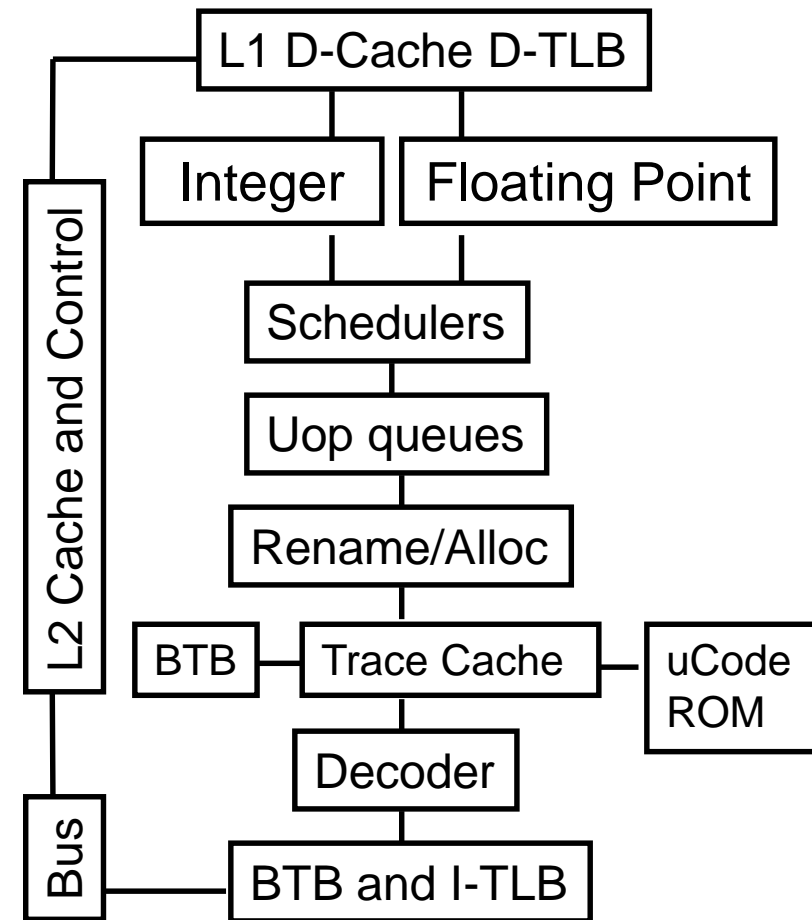 L1 D-Cache D-TLB
Integer
Floating Point
L2 Cache and Control
Schedulers
Uop queues
Rename/Alloc
BTB
Trace Cache
uCode
ROM
Decoder
Bus
BTB and I-TLB